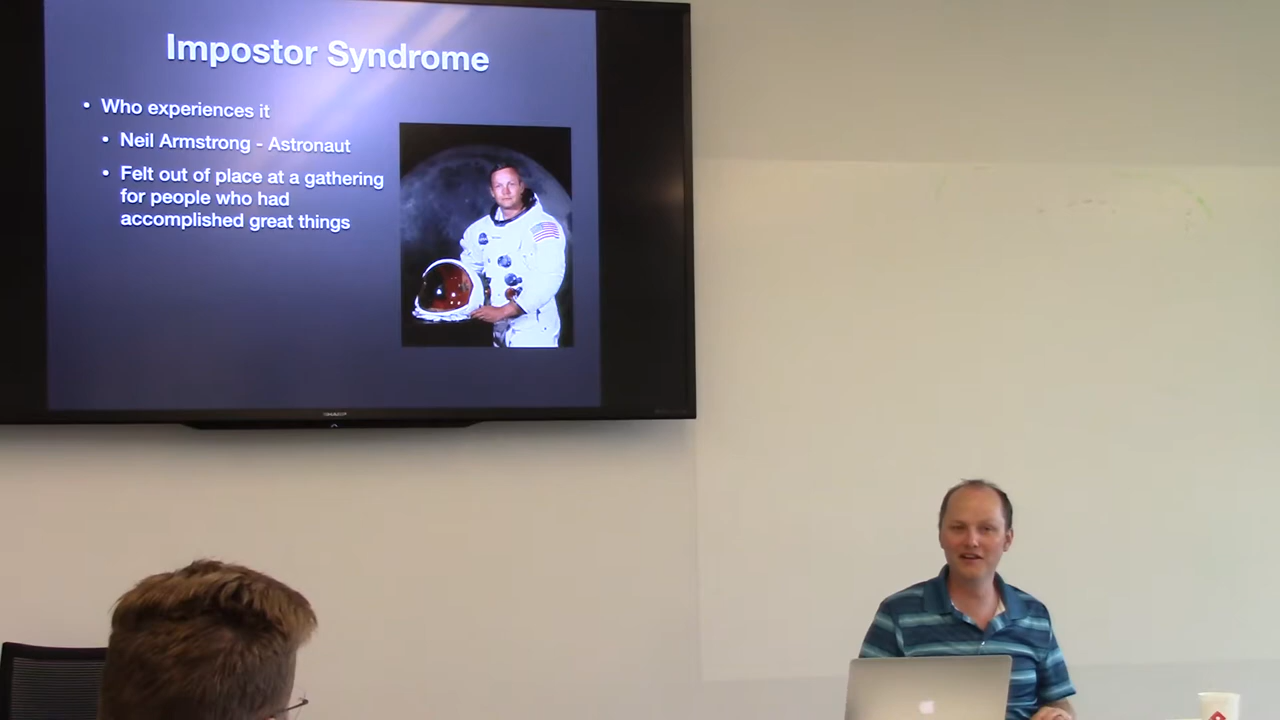 Impostor Syndrome
• Who experiences it
• Neil Armstrong - Astronaut
• Felt out of place at a gathering
for people who had
accomplished great things